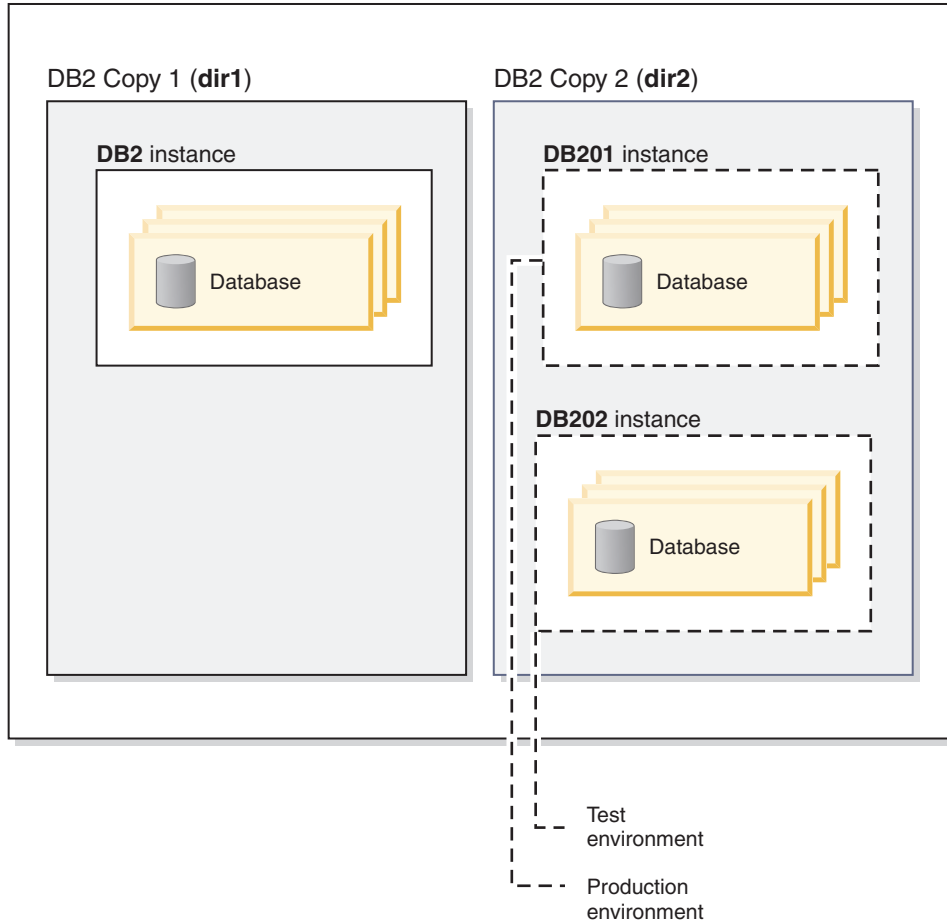 DB2 Copy 1 (dir1)
DB2 instance
Database
DB2 Copy 2 (dir2)
DB201 instance
Database
DB202 instance
Database
Test
environment
Production
environment